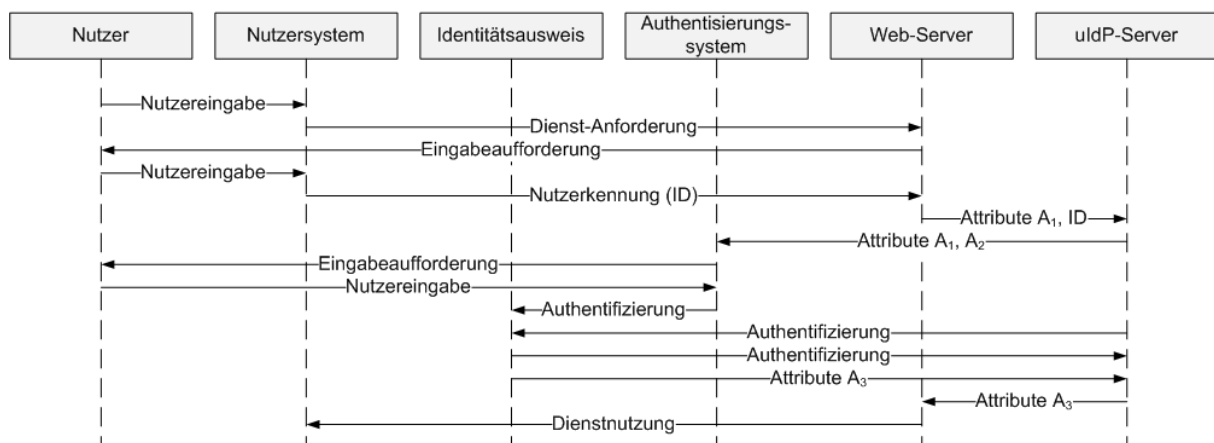 Nutzer
Nutzersystem
Identitätsausweis
Authentisierungs-
system
Web-Server
uIdP-Server
Nutzereingabe
Dienst-Anforderung
Eingabeaufforderung
Nutzereingabe
Nutzerkennung (ID)
Attribute A₁, ID
Attribute A₁, A₂
Eingabeaufforderung
Nutzereingabe
Authentifizierung
Authentifizierung
Authentifizierung
Attribute A₃
Attribute A₃
Dienstnutzung